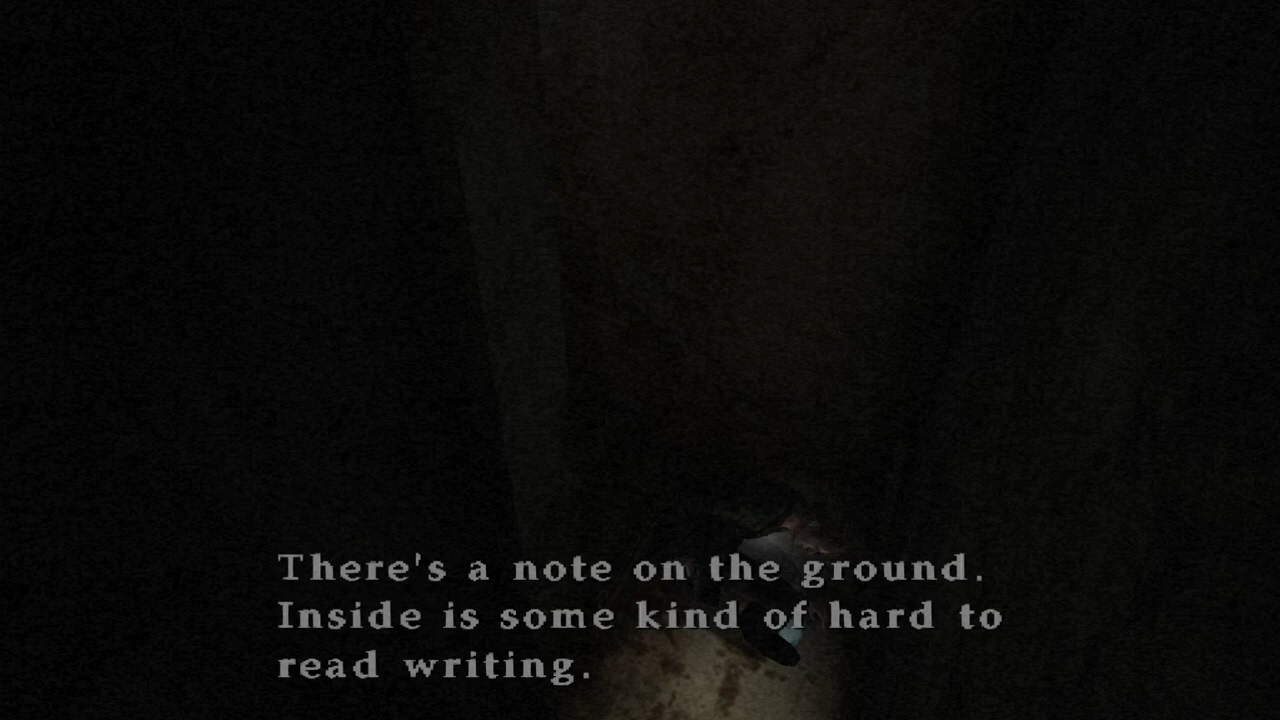 There's a note on the ground.
Inside is some kind of hard to
read writing.